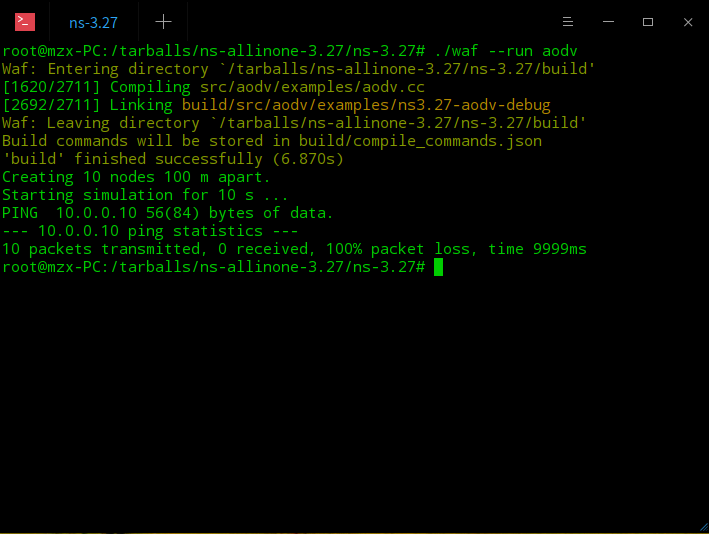 ns-3.27
root@mzx-PC:/tarballs/ns-allinone-3.27/ns-3.27# ./waf --run aodv
Waf: Entering directory `/tarballs/ns-allinone-3.27/ns-3.27/build'
[1620/2711] Compiling src/aodv/examples/aodv.cc
[2692/2711] Linking build/src/aodv/examples/ns3.27-aodv-debug
Waf: Leaving directory `/tarballs/ns-allinone-3.27/ns-3.27/build'
Build commands will be stored in build/compile_commands.json
'build' finished successfully (6.870s)
Creating 10 nodes 100 m apart.
Starting simulation for 10 s ...
PING  10.0.0.10 56(84) bytes of data.
--- 10.0.0.10 ping statistics ---
10 packets transmitted, 0 received, 100% packet loss, time 9999ms
root@mzx-PC:/tarballs/ns-allinone-3.27/ns-3.27#